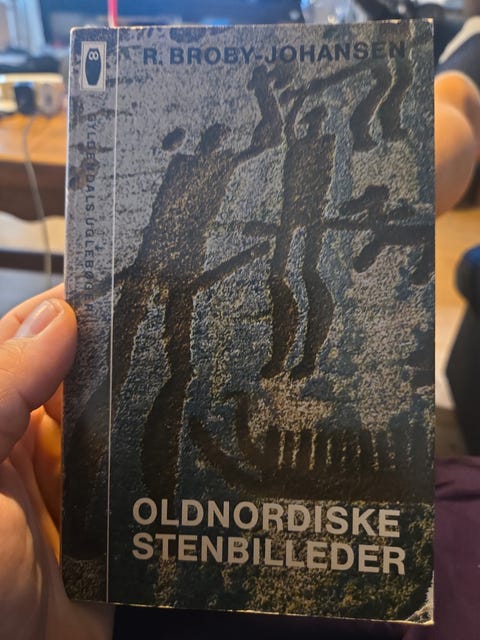 R. BROBY-JOHANSEN
GYLDENDALS UGLEBØGER
OLDNORDISKE
STENBILLEDER